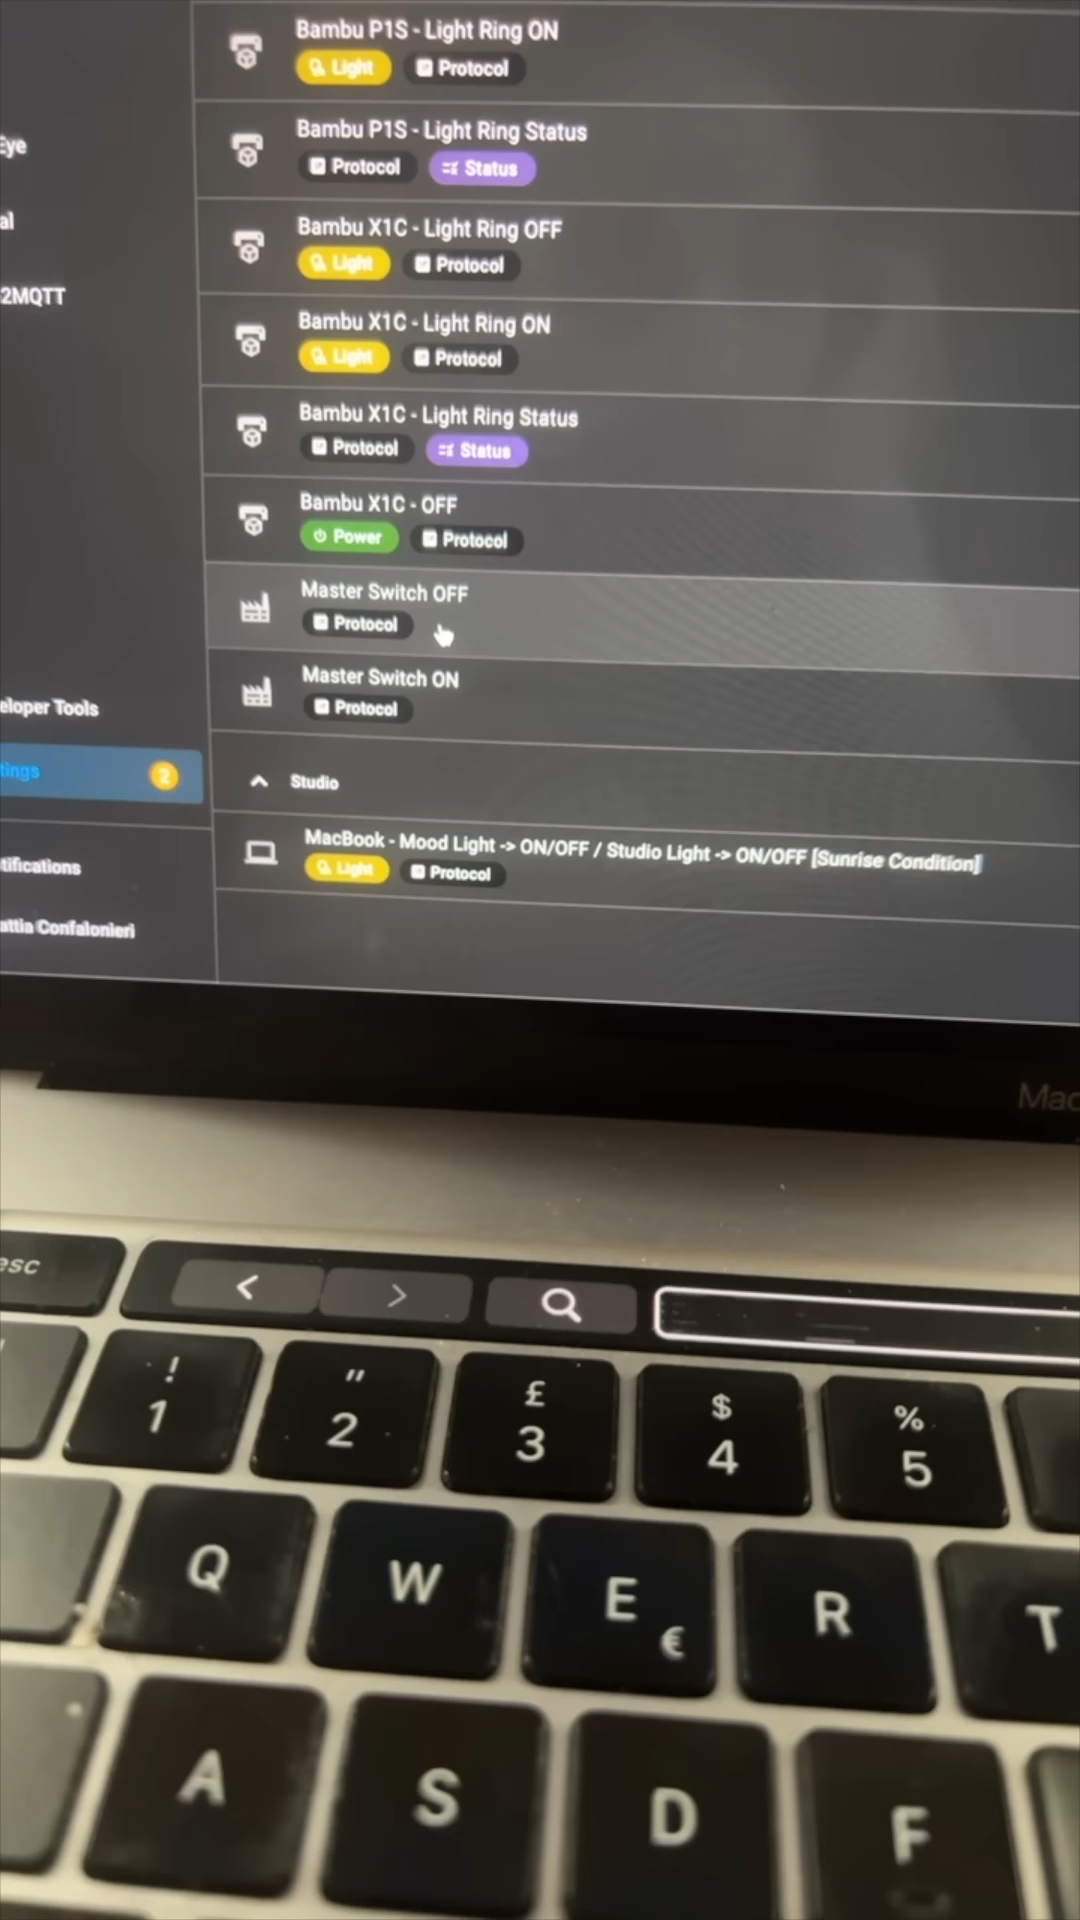 Bambu P1S - Light Ring ON
Light Protocol
Bambu P1S - Light Ring Status
Protocol Status
Eye
Bambu X1C - Light Ring OFF
al
Light Protocol
2MQTT
Bambu X1C - Light Ring ON
Light Protocol
Bambu X1C - Light Ring Status
Protocol Status
Bambu X1C - OFF
Power Protocol
Master Switch OFF
Protocol
Master Switch ON
eloper Tools
Protocol
tings 2
Studio
MacBook - Mood Light -> ON/OFF / Studio Light -> ON/OFF [Sunrise Condition]
tifications
Light Protocol
attia Confalonieri
Mac
esc < >
! " £ $ %
1 2 3 4 5
Q W E € R T
A S D F